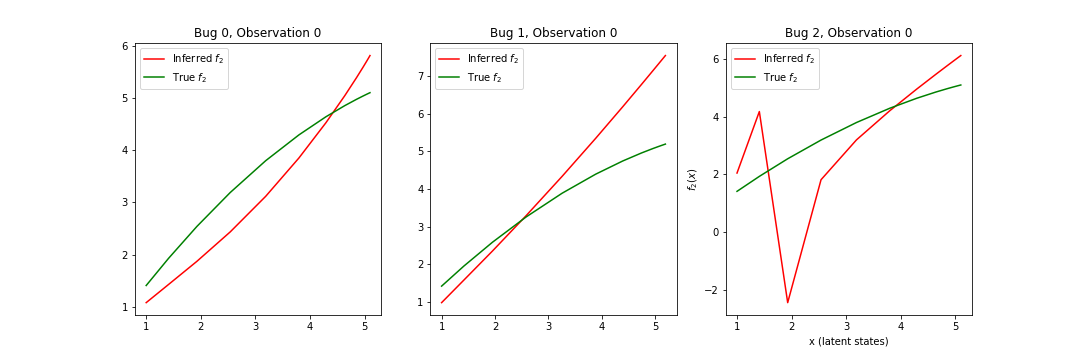 Bug 0, Observation 0
Inferred f₂
True f₂
6
5
4
3
2
1
1 2 3 4 5
Bug 1, Observation 0
Inferred f₂
True f₂
7
6
5
4
3
2
1
1 2 3 4 5
Bug 2, Observation 0
Inferred f₂
True f₂
f₂(x)
6
4
2
0
−2
1 2 3 4 5
x (latent states)